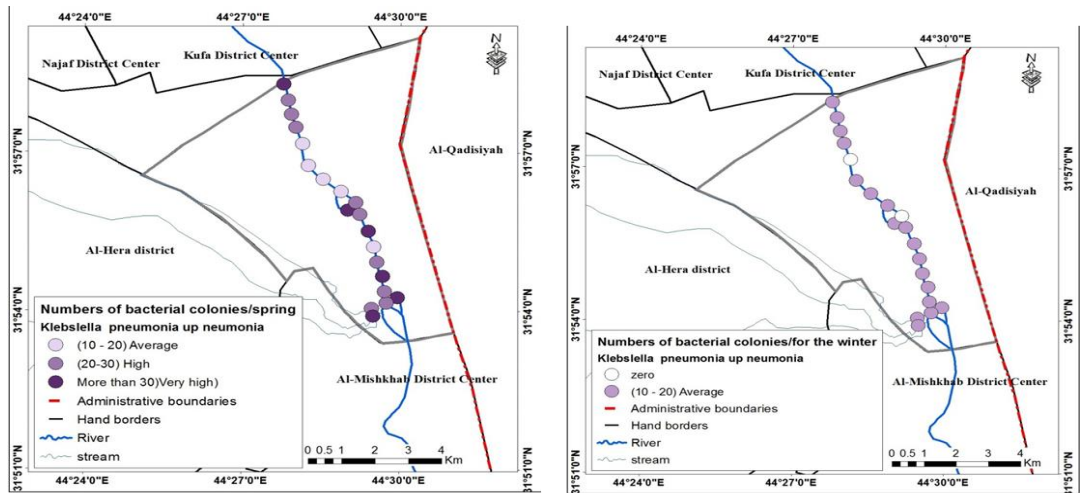 44°24'0"E 44°27'0"E 44°30'0"E
N
Kufa District Center
Najaf District Center
31°57'0"N
31°57'0"N
Al-Qadisiyah
Al-Hera district
31°54'0"N
31°54'0"N
Numbers of bacterial colonies/spring
Klebslella pneumonia up neumonia
(10 - 20) Average
(20-30) High
More than 30)Very high)
Administrative boundaries
Hand borders
River
stream
Al-Mishkhab District Center
0 0.5 1 2 3 4
Km
31°51'0"N
31°51'0"N
44°24'0"E 44°27'0"E 44°30'0"E
44°24'0"E 44°27'0"E 44°30'0"E
N
Kufa District Center
Najaf District Center
31°57'0"N
31°57'0"N
Al-Qadisiyah
Al-Hera district
31°54'0"N
31°54'0"N
Numbers of bacterial colonies/for the winter
Klebslella pneumonia up neumonia
zero
(10 - 20) Average
Administrative boundaries
Hand borders
River
stream
Al-Mishkhab District Center
0 0.5 1 2 3 4
Km
31°51'0"N
31°51'0"N
44°24'0"E 44°27'0"E 44°30'0"E